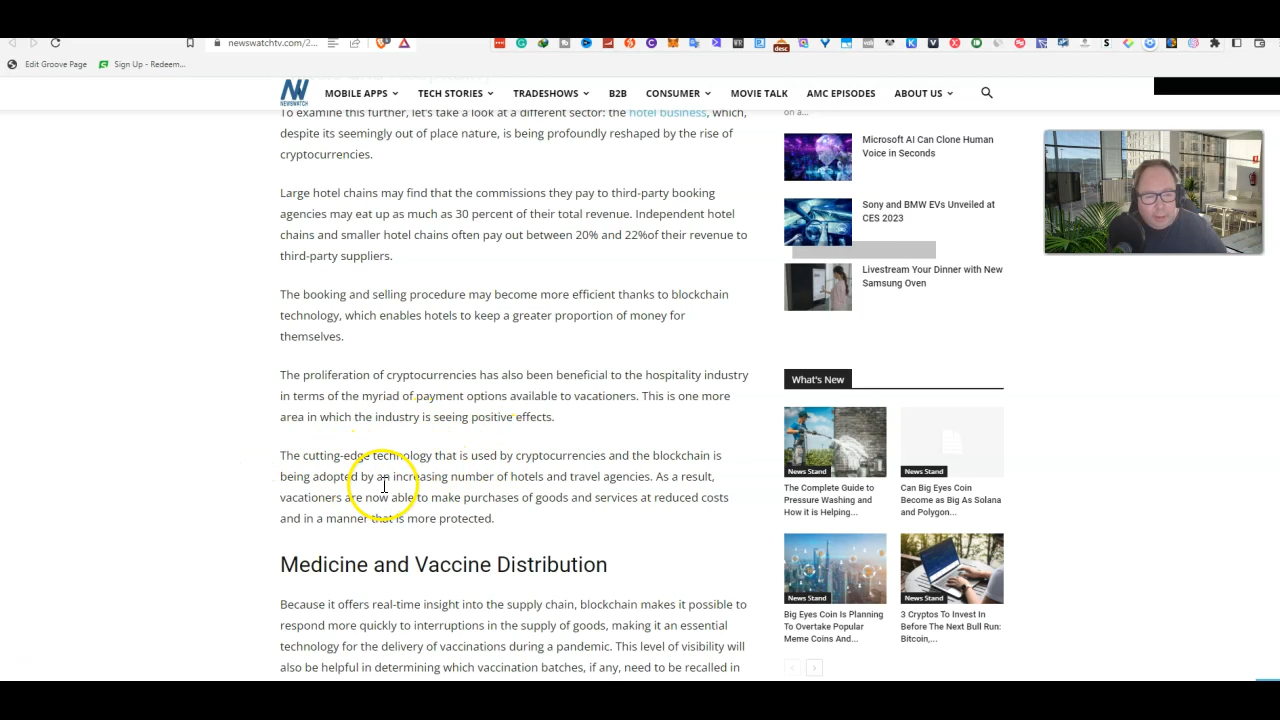 newswatchtv.com/2...
Edit Groove Page
Sign Up - Redeem...
NEWSWATCH
MOBILE APPS
TECH STORIES
TRADESHOWS
B2B
CONSUMER
MOVIE TALK
AMC EPISODES
ABOUT US
To examine this further, let's take a look at a different sector: the hotel business, which,
despite its seemingly out of place nature, is being profoundly reshaped by the rise of
cryptocurrencies.
Large hotel chains may find that the commissions they pay to third-party booking
agencies may eat up as much as 30 percent of their total revenue. Independent hotel
chains and smaller hotel chains often pay out between 20% and 22%of their revenue to
third-party suppliers.
The booking and selling procedure may become more efficient thanks to blockchain
technology, which enables hotels to keep a greater proportion of money for
themselves.
The proliferation of cryptocurrencies has also been beneficial to the hospitality industry
in terms of the myriad of payment options available to vacationers. This is one more
area in which the industry is seeing positive effects.
The cutting-edge technology that is used by cryptocurrencies and the blockchain is
being adopted by an increasing number of hotels and travel agencies. As a result,
vacationers are now able to make purchases of goods and services at reduced costs
and in a manner that is more protected.
Medicine and Vaccine Distribution
Because it offers real-time insight into the supply chain, blockchain makes it possible to
respond more quickly to interruptions in the supply of goods, making it an essential
technology for the delivery of vaccinations during a pandemic. This level of visibility will
also be helpful in determining which vaccination batches, if any, need to be recalled in
on a...
Microsoft AI Can Clone Human
Voice in Seconds
Sony and BMW EVs Unveiled at
CES 2023
Livestream Your Dinner with New
Samsung Oven
What's New
News Stand
The Complete Guide to
Pressure Washing and
How it is Helping...
News Stand
Can Big Eyes Coin
Become as Big As Solana
and Polygon...
News Stand
Big Eyes Coin Is Planning
To Overtake Popular
Meme Coins And...
News Stand
3 Cryptos To Invest In
Before The Next Bull Run:
Bitcoin,...